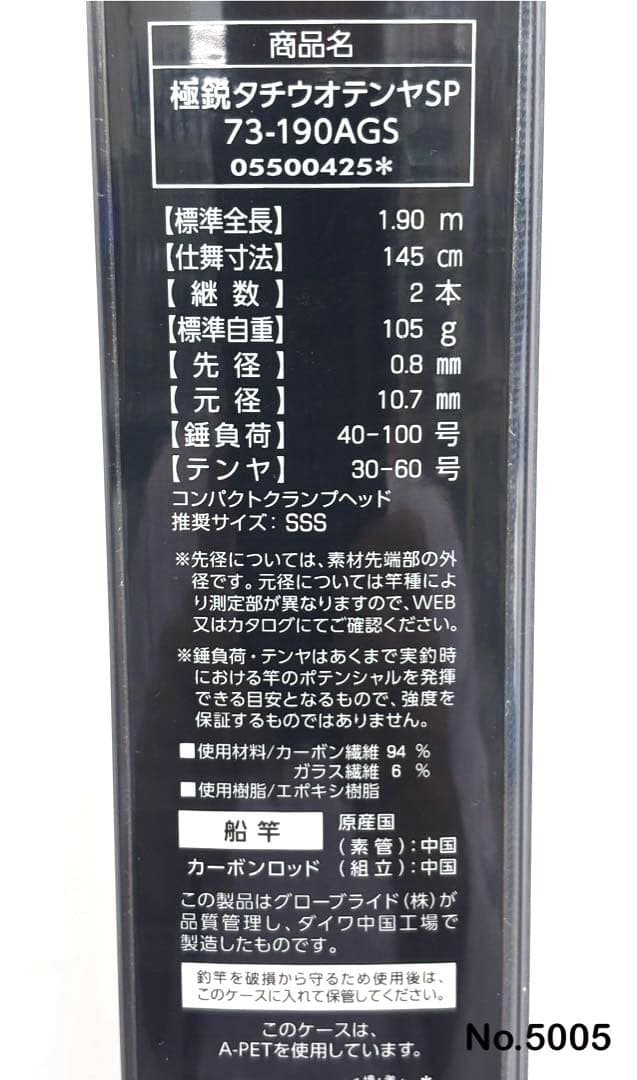 商品名
極鋭タチウオテンヤSP
73-190AGS
05500425*
【標準全長】 1.90 m
【仕舞寸法】 145 cm
【 継 数 】 2 本
【標準自重】 105 g
【 先 径 】 0.8 mm
【 元 径 】 10.7 mm
【錘負荷】 40-100 号
【テンヤ】 30-60 号
コンパクトクランプヘッド
推奨サイズ: SSS
※先径については、素材先端部の外
径です。元径については竿種によ
り測定部が異なりますので、WEB
又はカタログにてご確認ください。
※錘負荷・テンヤはあくまで実釣時
における竿のポテンシャルを発揮
できる目安となるもので、強度を
保証するものではありません。
■使用材料/カーボン繊維 94 %
ガラス繊維 6 %
■使用樹脂/エポキシ樹脂
船竿 原産国
(素管):中国
カーボンロッド (組立):中国
この製品はグローブライド(株)が
品質管理し、ダイワ中国工場で
製造したものです。
釣竿を破損から守るため使用後は、
このケースに入れて保管してください。
このケースは、
A-PETを使用しています。
No.5005